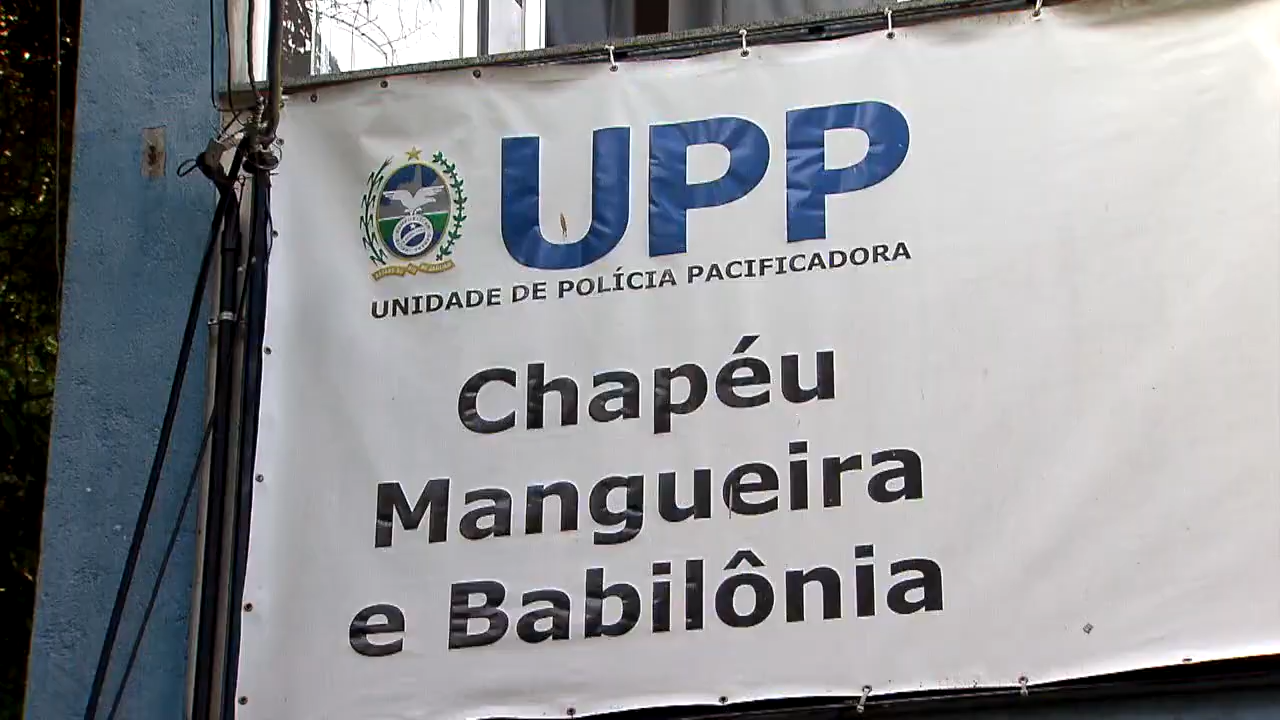 UPP
UNIDADE DE POLÍCIA PACIFICADORA
Chapéu
Mangueira
e Babilônia